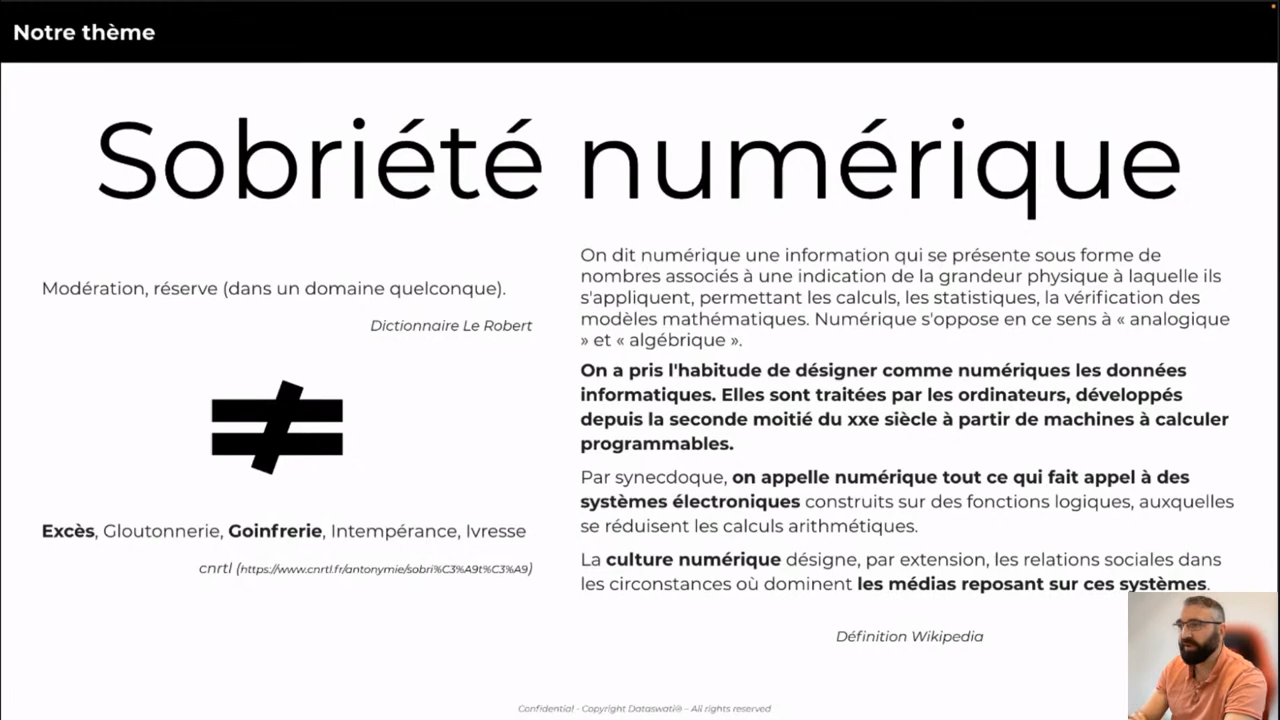 Notre thème
Sobriété numérique
Modération, réserve (dans un domaine quelconque).
Dictionnaire Le Robert
≠
Excès, Gloutonnerie, Goinfrerie, Intempérance, Ivresse
cnrtl (https://www.cnrtl.fr/antonymie/sobri%C3%A9t%C3%A9)
On dit numérique une information qui se présente sous forme de
nombres associés à une indication de la grandeur physique à laquelle ils
s'appliquent, permettant les calculs, les statistiques, la vérification des
modèles mathématiques. Numérique s'oppose en ce sens à « analogique
» et « algébrique ».
On a pris l'habitude de désigner comme numériques les données
informatiques. Elles sont traitées par les ordinateurs, développés
depuis la seconde moitié du xxe siècle à partir de machines à calculer
programmables.
Par synecdoque, on appelle numérique tout ce qui fait appel à des
systèmes électroniques construits sur des fonctions logiques, auxquelles
se réduisent les calculs arithmétiques.
La culture numérique désigne, par extension, les relations sociales dans
les circonstances où dominent les médias reposant sur ces systèmes.
Définition Wikipedia
Confidential - Copyright Dataswati® - All rights reserved